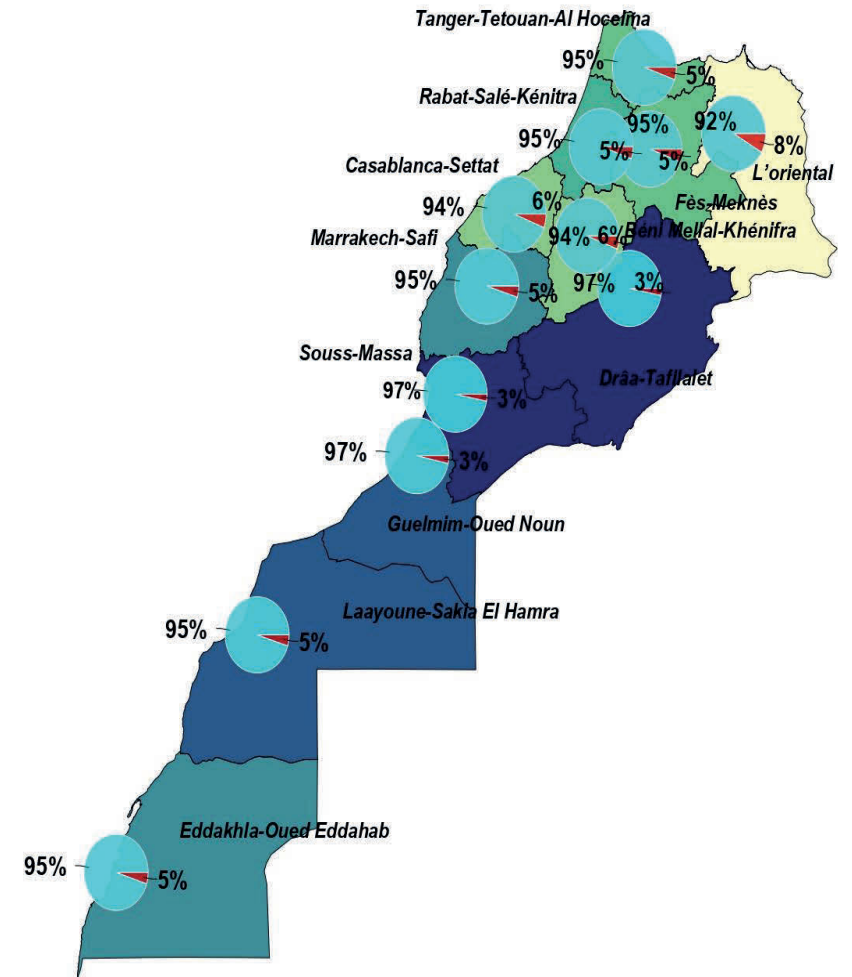 Tanger-Tetouan-Al Hoceima
95%
5%
Rabat-Salé-Kénitra
95%
5%
95%
5%
92%
8%
L'oriental
Casablanca-Settat
94%
6%
Fès-Meknès
Marrakech-Safi
94%
6%
Béni Mellal-Khénifra
95%
5%
97%
3%
Souss-Massa
97%
3%
Drâa-Tafilalet
97%
3%
Guelmim-Oued Noun
Laayoune-Sakia El Hamra
95%
5%
Eddakhla-Oued Eddahab
95%
5%